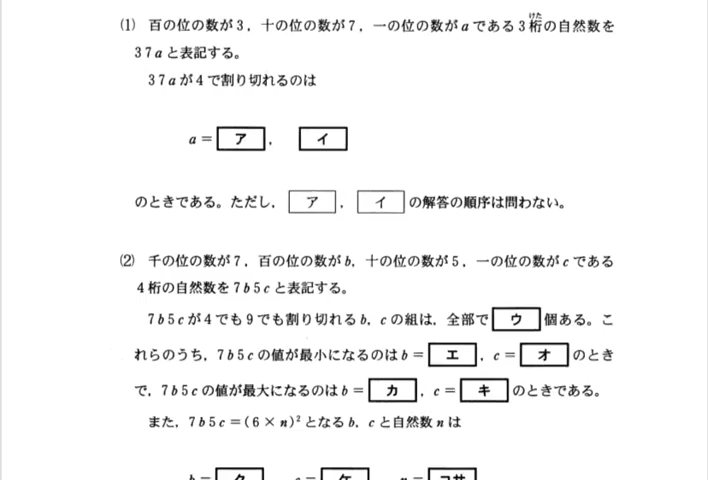 (1) 百の位の数が3，十の位の数が7，一の位の数がaである3桁の自然数を
けた
37aと表記する。
37aが4で割り切れるのは
a = ア ， イ
のときである。ただし， ア ， イ の解答の順序は問わない。
(2) 千の位の数が7，百の位の数がb，十の位の数が5，一の位の数がcである
4桁の自然数を7b5cと表記する。
7b5cが4でも9でも割り切れるb，cの組は，全部で ウ 個ある。こ
れらのうち，7b5cの値が最小になるのはb = エ ，c = オ のとき
で，7b5cの値が最大になるのはb = カ ，c = キ のときである。
また，7b5c = (6 × n)²となるb，cと自然数nは
b = ク ， c = ケ ， n = コサ